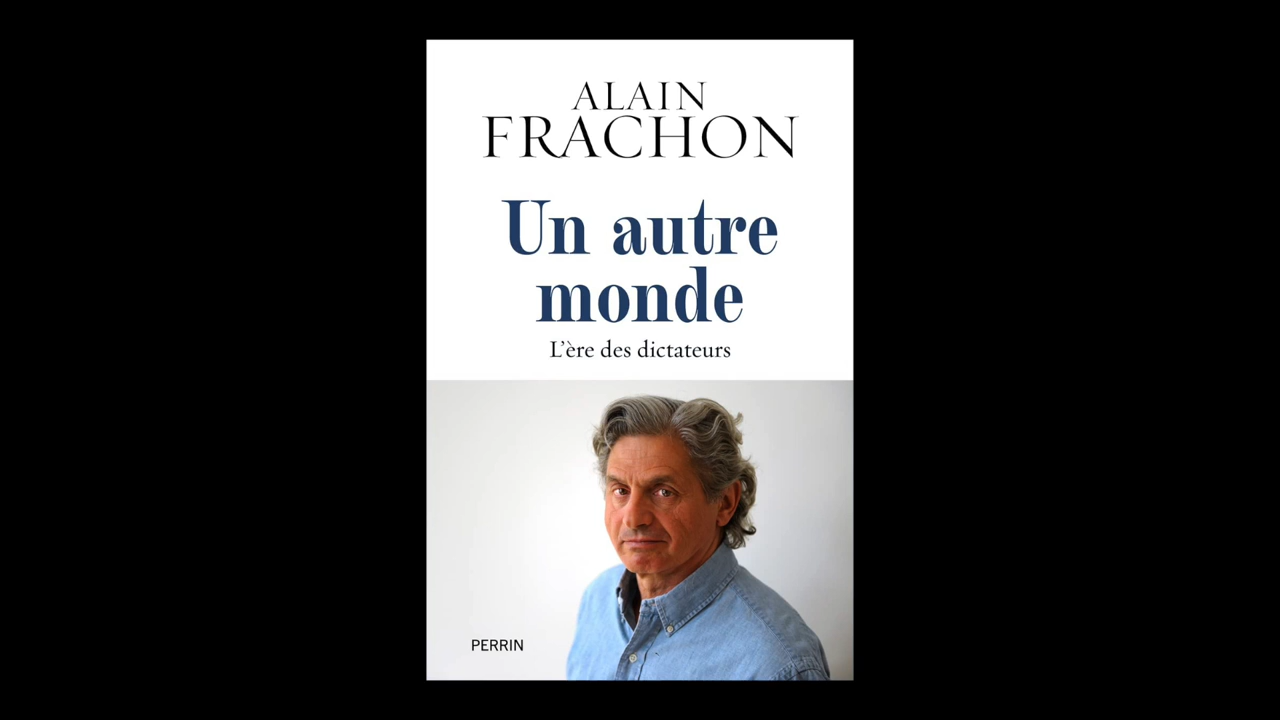 ALAIN
FRACHON
Un autre
monde
L'ère des dictateurs
PERRIN